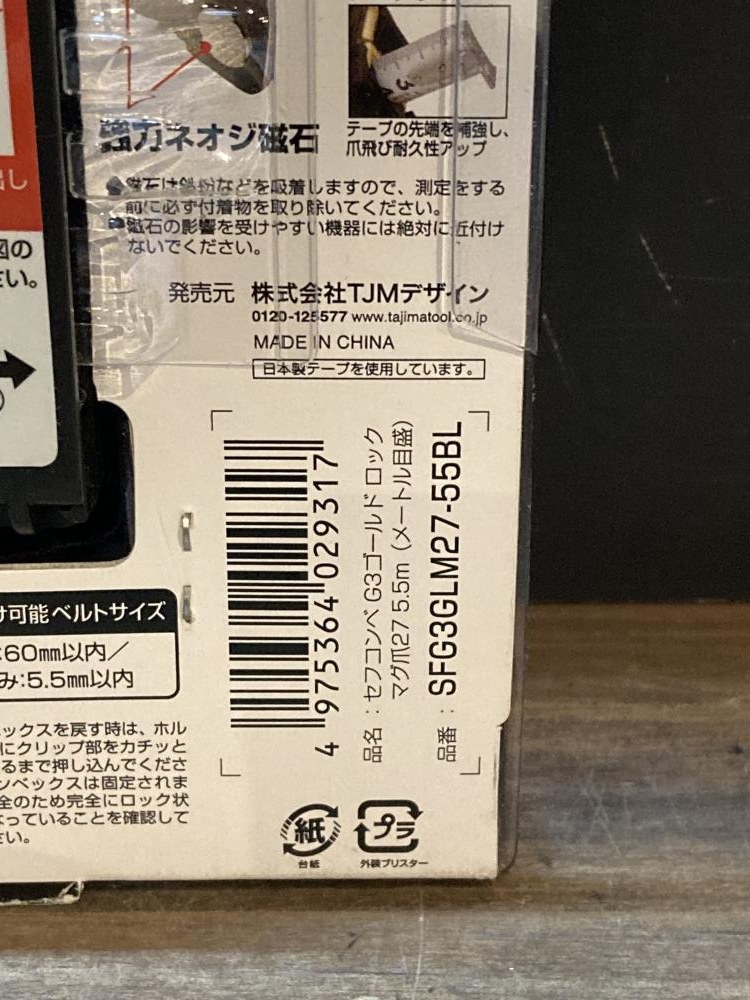 出し
強力ネオジ磁石
テープの先端を補強し、
爪飛び耐久性アップ
●磁石は鉄粉などを吸着しますので、測定をする
前に必ず付着物を取り除いてください。
●磁石の影響を受けやすい機器には絶対に近付け
ないでください。
図の
さい。
発売元 株式会社TJMデザイン
0120-125577 www.tajimatool.co.jp
MADE IN CHINA
日本製テープを使用しています。
4 975364 029317
品名：セフコンベ G3ゴールド ロック
マグ爪27 5.5m（メートル目盛）
品番：SFG3GLM27-55BL
け可能ベルトサイズ
:60mm以内/
み:5.5mm以内
ックスを戻す時は、ホル
にクリップ部をカチッと
るまで押し込んでくださ
ンベックスは固定されま
全のため完全にロック状
なっていることを確認して
さい。
紙
台紙
プラ
外装ブリスター